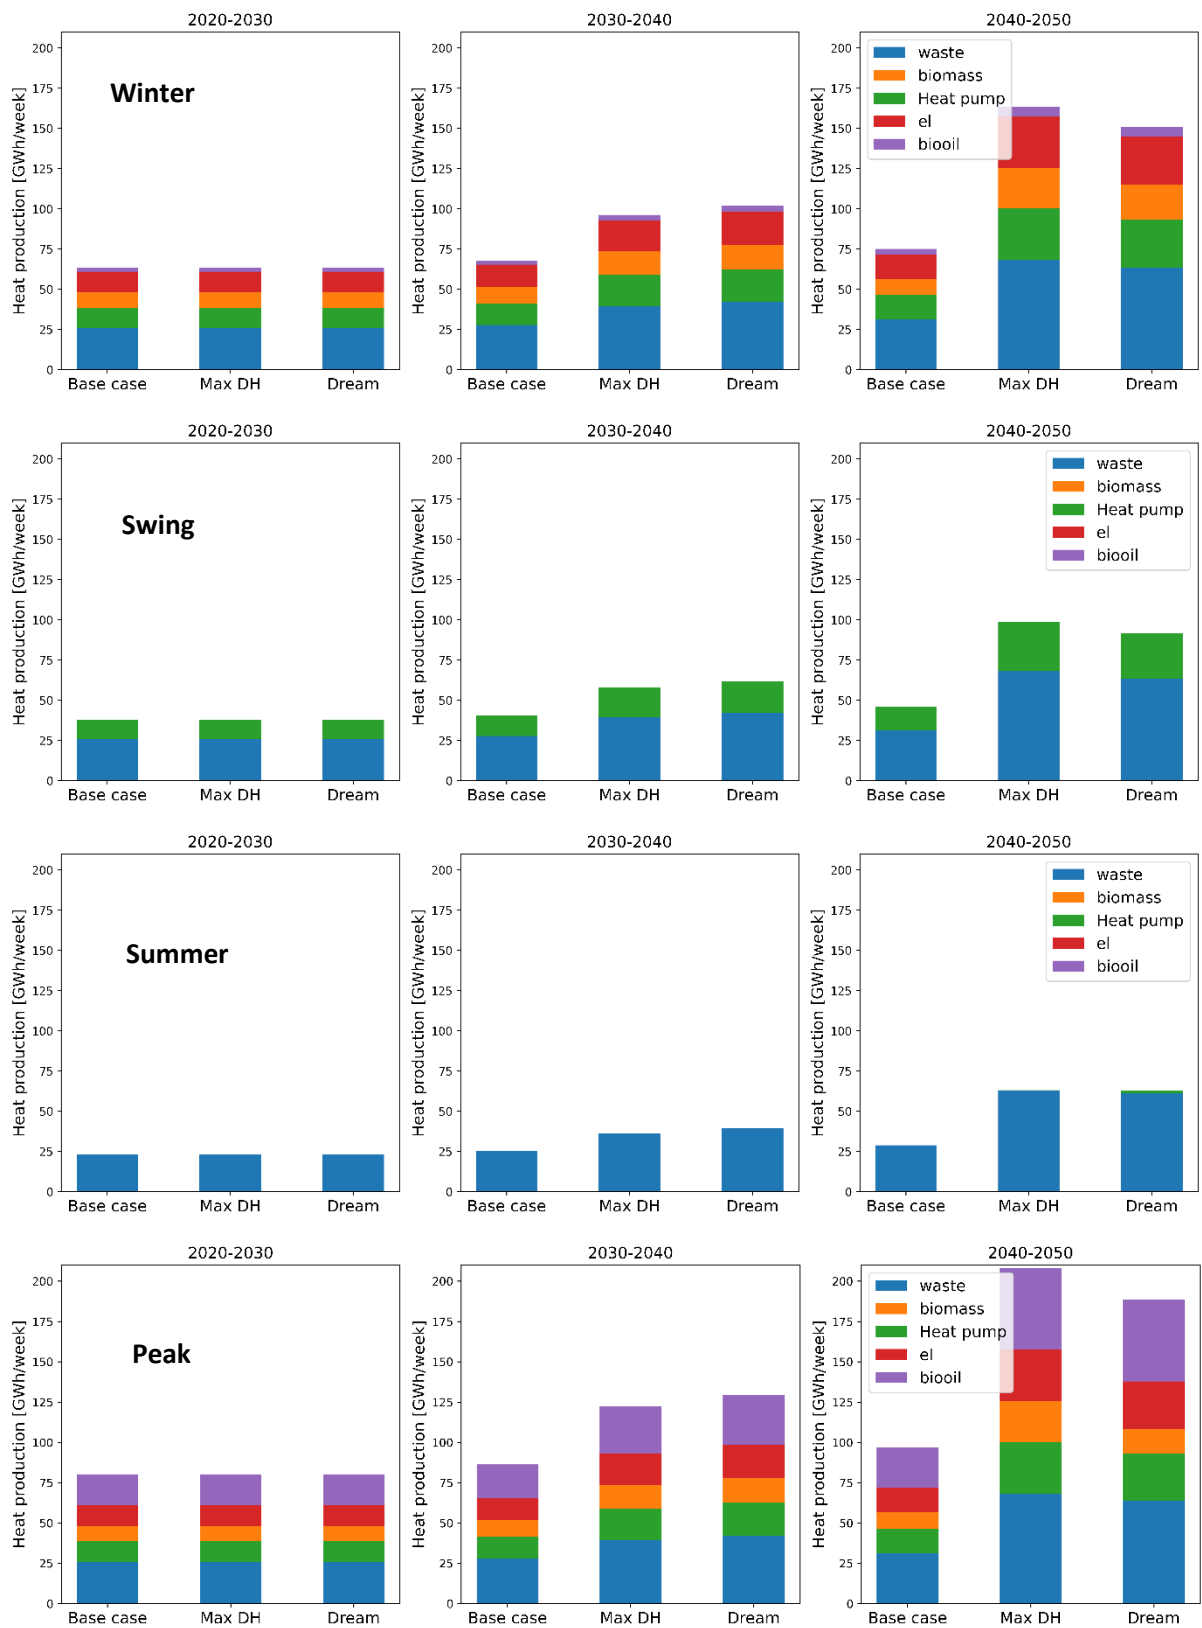 2020-2030
2030-2040
2040-2050
Heat production [GWh/week]
200
175
150
125
100
75
50
25
0
Winter
Base case
Max DH
Dream
Heat production [GWh/week]
200
175
150
125
100
75
50
25
0
Base case
Max DH
Dream
Heat production [GWh/week]
200
175
150
125
100
75
50
25
0
waste
biomass
Heat pump
el
biooil
Base case
Max DH
Dream
2020-2030
2030-2040
2040-2050
Heat production [GWh/week]
200
175
150
125
100
75
50
25
0
Swing
Base case
Max DH
Dream
Heat production [GWh/week]
200
175
150
125
100
75
50
25
0
Base case
Max DH
Dream
Heat production [GWh/week]
200
175
150
125
100
75
50
25
0
waste
biomass
Heat pump
el
biooil
Base case
Max DH
Dream
2020-2030
2030-2040
2040-2050
Heat production [GWh/week]
200
175
150
125
100
75
50
25
0
Summer
Base case
Max DH
Dream
Heat production [GWh/week]
200
175
150
125
100
75
50
25
0
Base case
Max DH
Dream
Heat production [GWh/week]
200
175
150
125
100
75
50
25
0
waste
biomass
Heat pump
el
biooil
Base case
Max DH
Dream
2020-2030
2030-2040
2040-2050
Heat production [GWh/week]
200
175
150
125
100
75
50
25
0
Peak
Base case
Max DH
Dream
Heat production [GWh/week]
200
175
150
125
100
75
50
25
0
Base case
Max DH
Dream
Heat production [GWh/week]
200
175
150
125
100
75
50
25
0
waste
biomass
Heat pump
el
biooil
Base case
Max DH
Dream